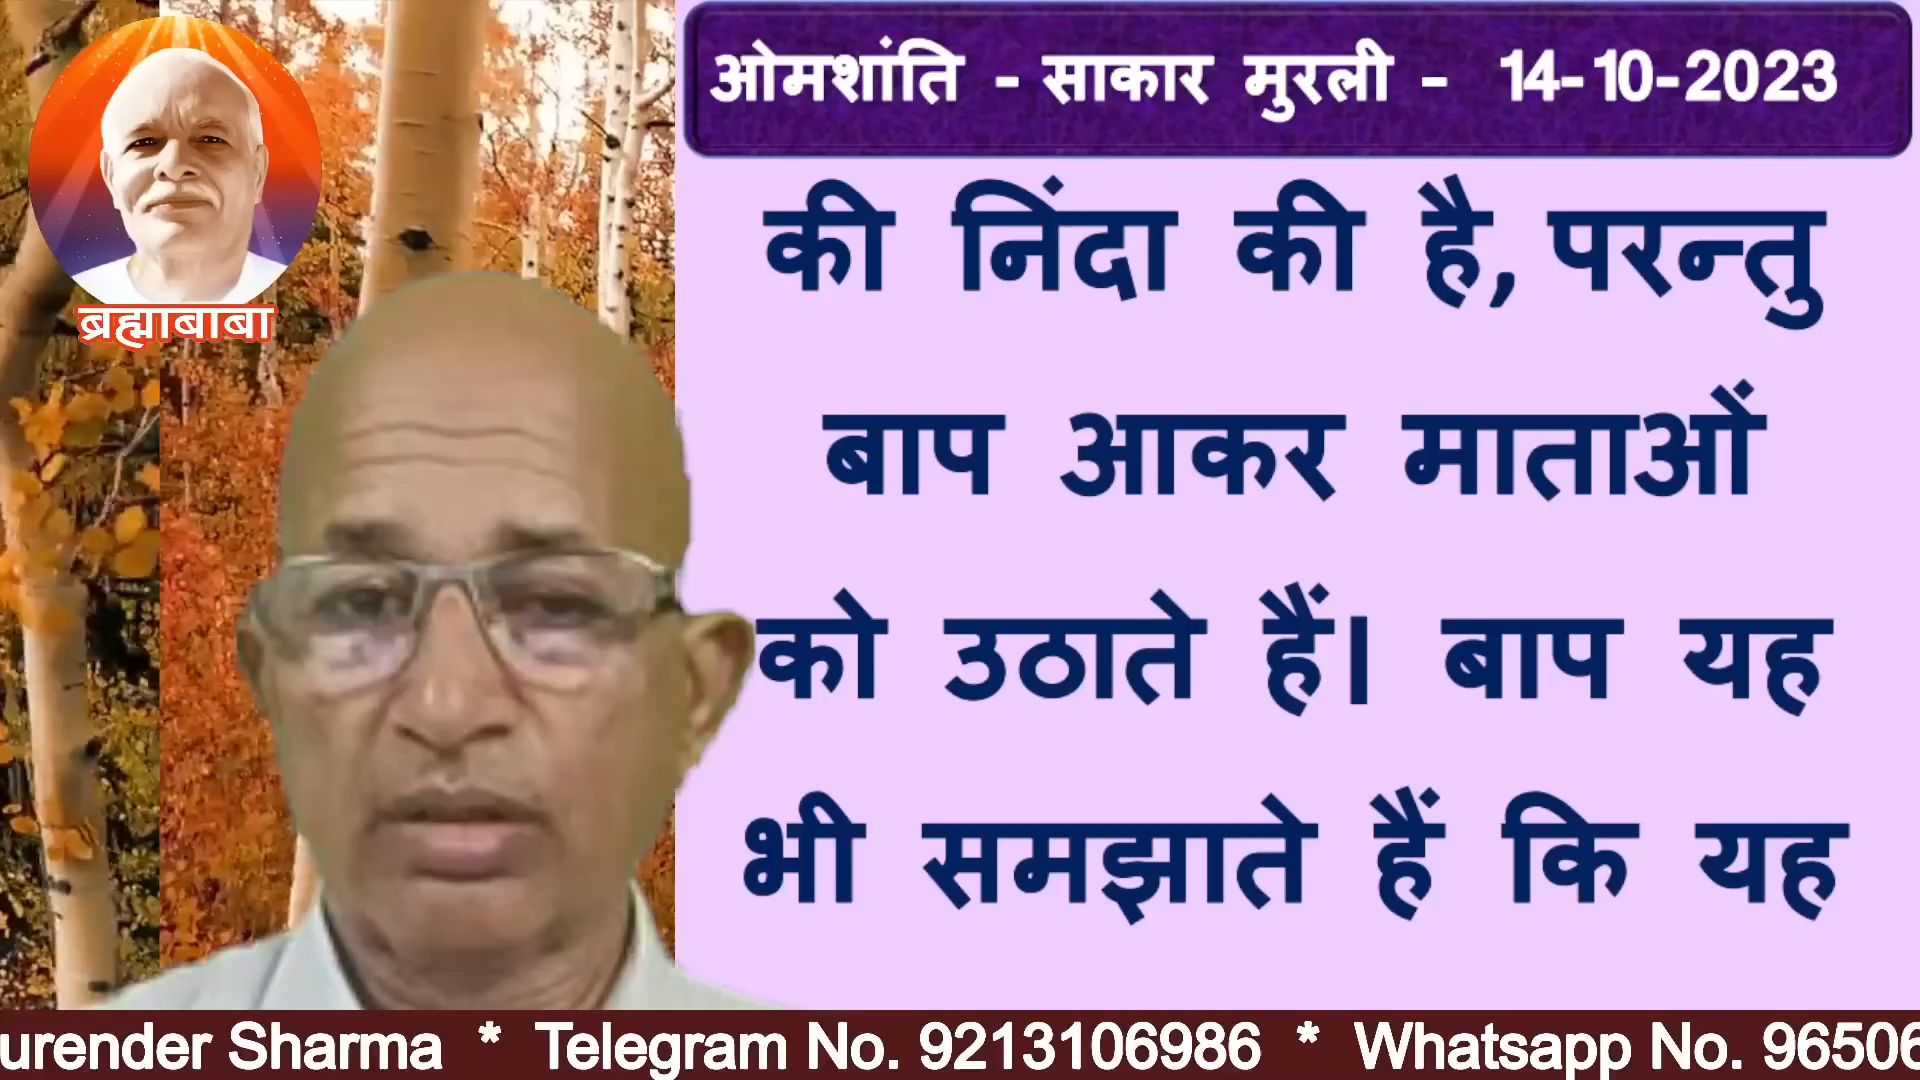 ओमशांति - साकार मुरली - 14-10-2023
ब्रह्माबाबा
की निंदा की है, परन्तु
बाप आकर माताओं
को उठाते हैं। बाप यह
भी समझाते हैं कि यह
urender Sharma * Telegram No. 9213106986 * Whatsapp No. 96506